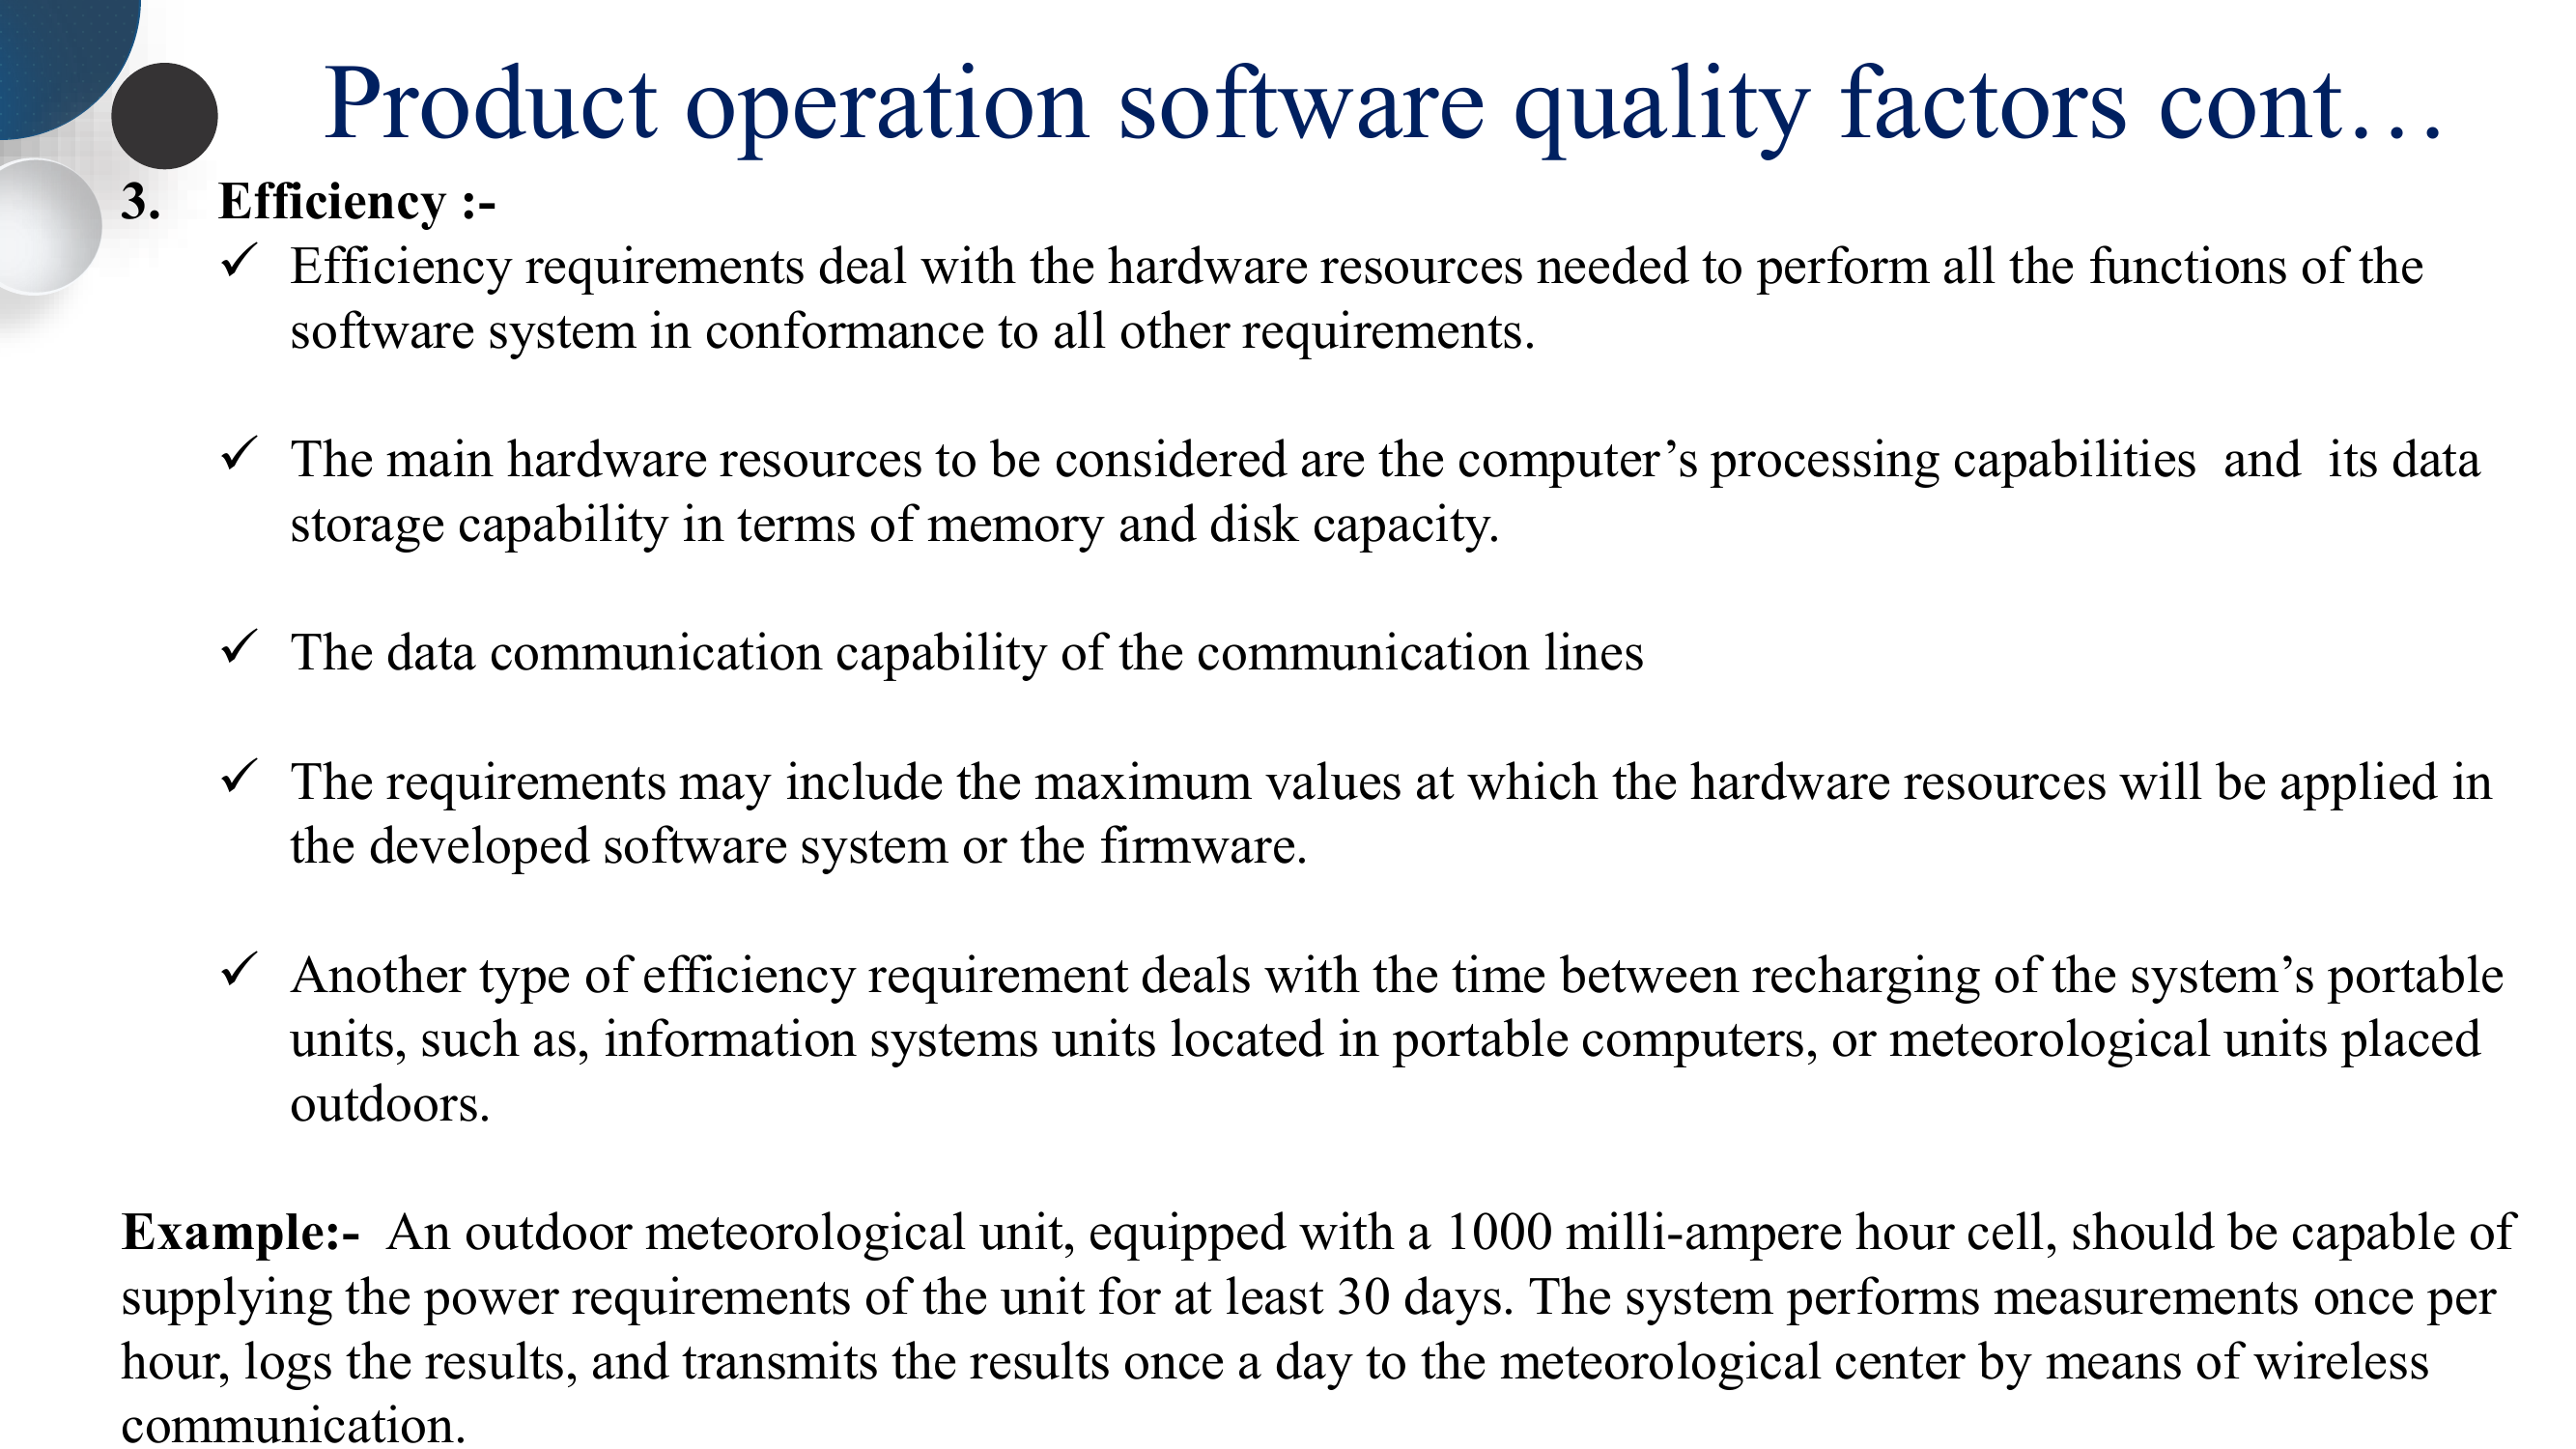 Product operation software quality factors cont…
3. Efficiency :-
✓ Efficiency requirements deal with the hardware resources needed to perform all the functions of the
software system in conformance to all other requirements.
✓ The main hardware resources to be considered are the computer’s processing capabilities  and  its data
storage capability in terms of memory and disk capacity.
✓ The data communication capability of the communication lines
✓ The requirements may include the maximum values at which the hardware resources will be applied in
the developed software system or the firmware.
✓ Another type of efficiency requirement deals with the time between recharging of the system’s portable
units, such as, information systems units located in portable computers, or meteorological units placed
outdoors.
Example:-  An outdoor meteorological unit, equipped with a 1000 milli-ampere hour cell, should be capable of
supplying the power requirements of the unit for at least 30 days. The system performs measurements once per
hour, logs the results, and transmits the results once a day to the meteorological center by means of wireless
communication.